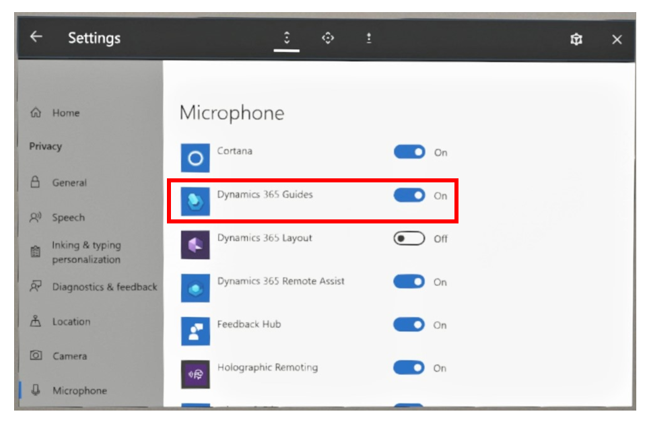 Settings
Home
Privacy
General
Speech
Inking & typing
personalization
Diagnostics & feedback
Location
Camera
Microphone
Microphone
Cortana On
Dynamics 365 Guides On
Dynamics 365 Layout Off
Dynamics 365 Remote Assist On
Feedback Hub On
Holographic Remoting On